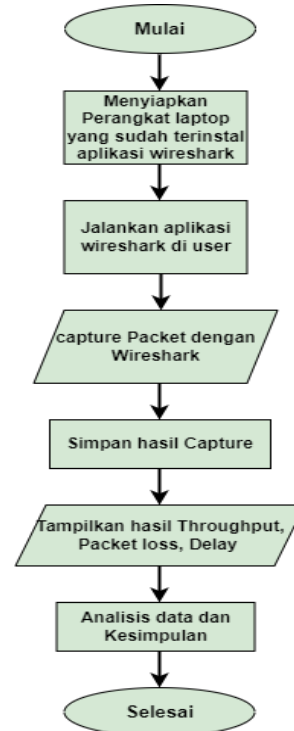 Mulai
Menyiapkan
Perangkat laptop
yang sudah terinstal
aplikasi wireshark
Jalankan aplikasi
wireshark di user
capture Packet dengan
Wireshark
Simpan hasil Capture
Tampilkan hasil Throughput,
Packet loss, Delay
Analisis data dan
Kesimpulan
Selesai